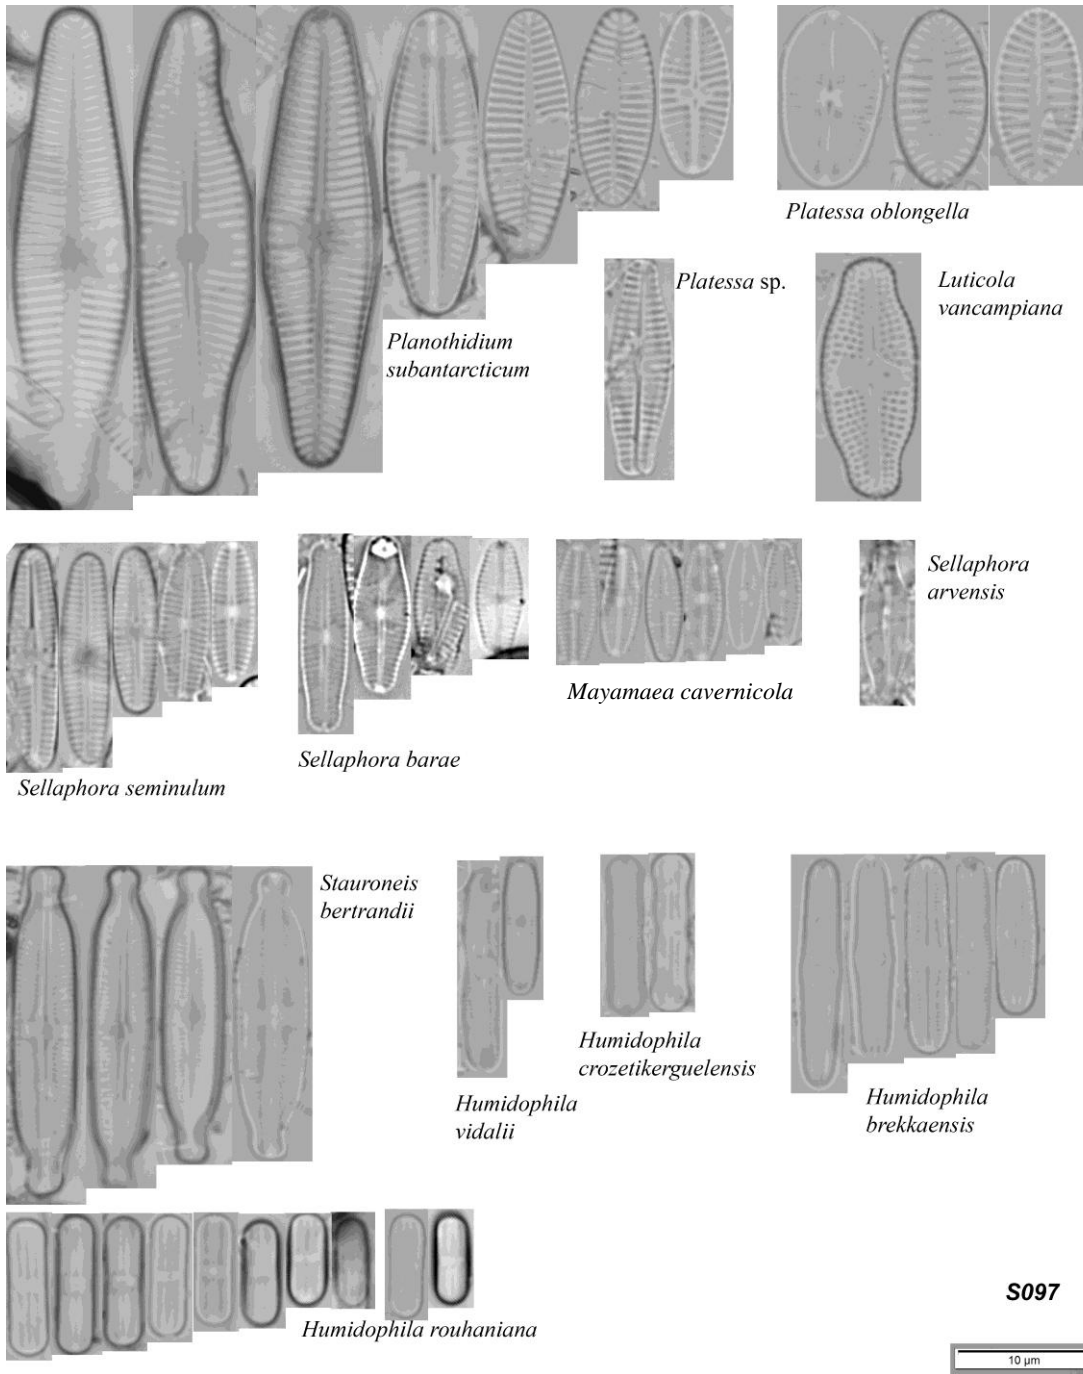 Platessa oblongella
Platessa sp.
Luticola
vancampiana
Planothidium
subantarcticum
Sellaphora
arvensis
Mayamaea cavernicola
Sellaphora barae
Sellaphora seminulum
Stauroneis
bertrandii
Humidophila
crozetikerguelensis
Humidophila
vidalii
Humidophila
brekkaensis
S097
Humidophila rouhaniana
10 µm